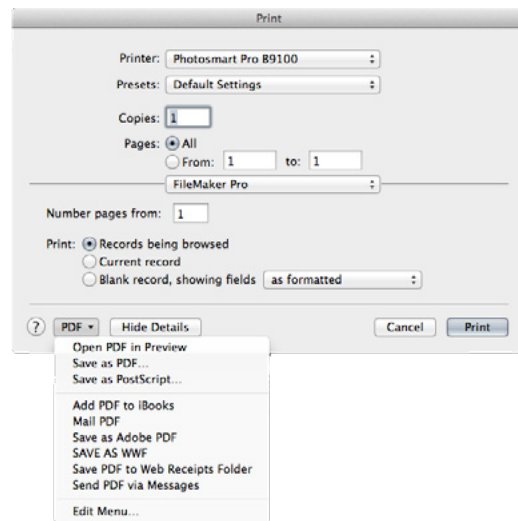 Print
Printer: Photosmart Pro B9100
Presets: Default Settings
Copies: 1
Pages: All
From: 1 to: 1
FileMaker Pro
Number pages from: 1
Print: Records being browsed
Current record
Blank record, showing fields as formatted
? PDF Hide Details Cancel Print
Open PDF in Preview
Save as PDF...
Save as PostScript...
Add PDF to iBooks
Mail PDF
Save as Adobe PDF
SAVE AS WWF
Save PDF to Web Receipts Folder
Send PDF via Messages
Edit Menu...